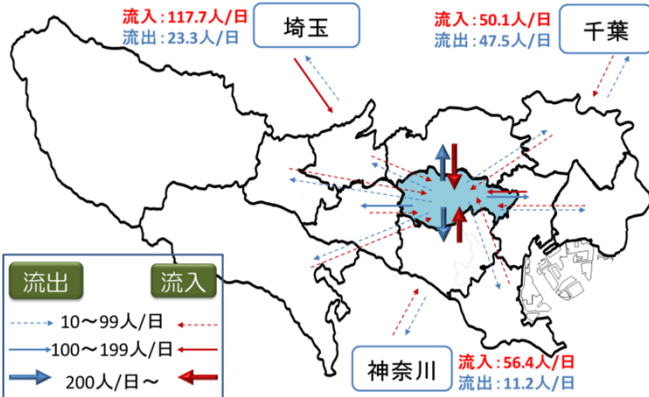 流入:117.7人/日
流出:23.3人/日
埼玉
流入:50.1人/日
流出:47.5人/日
千葉
流出
流入
10～99人/日
100～199人/日
200人/日～
神奈川
流入:56.4人/日
流出:11.2人/日